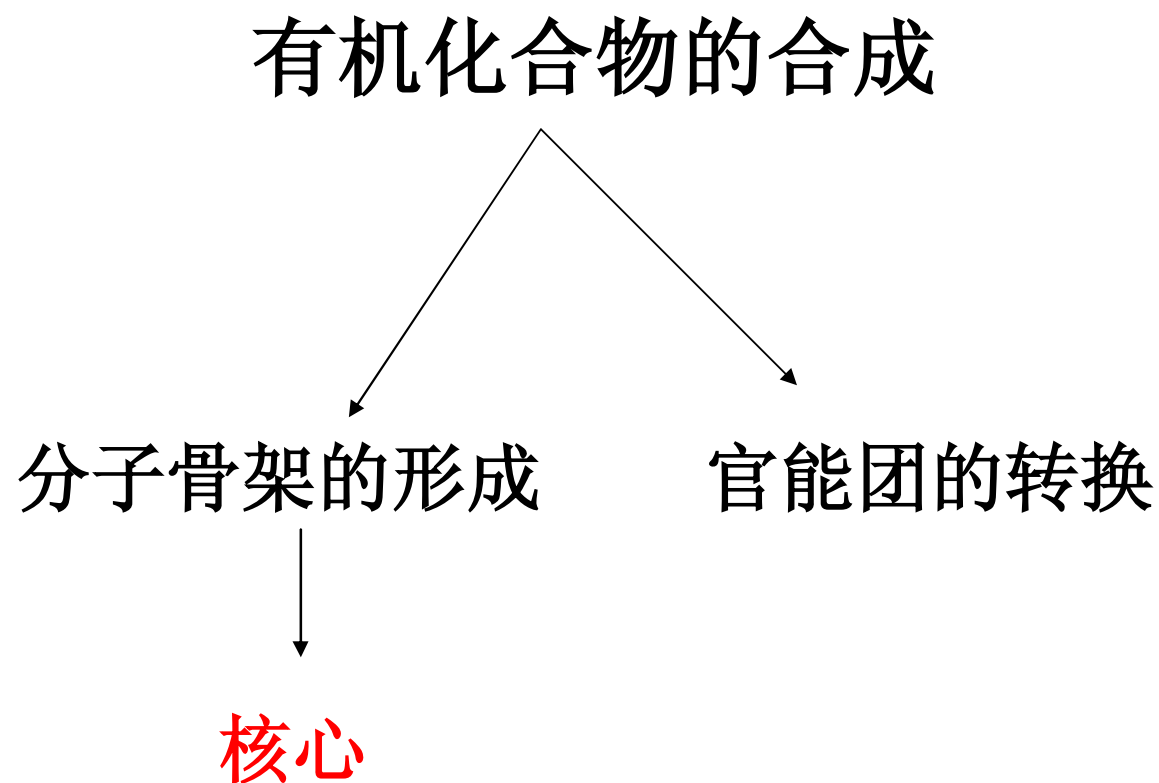 有机化合物的合成
分子骨架的形成
官能团的转换
核心